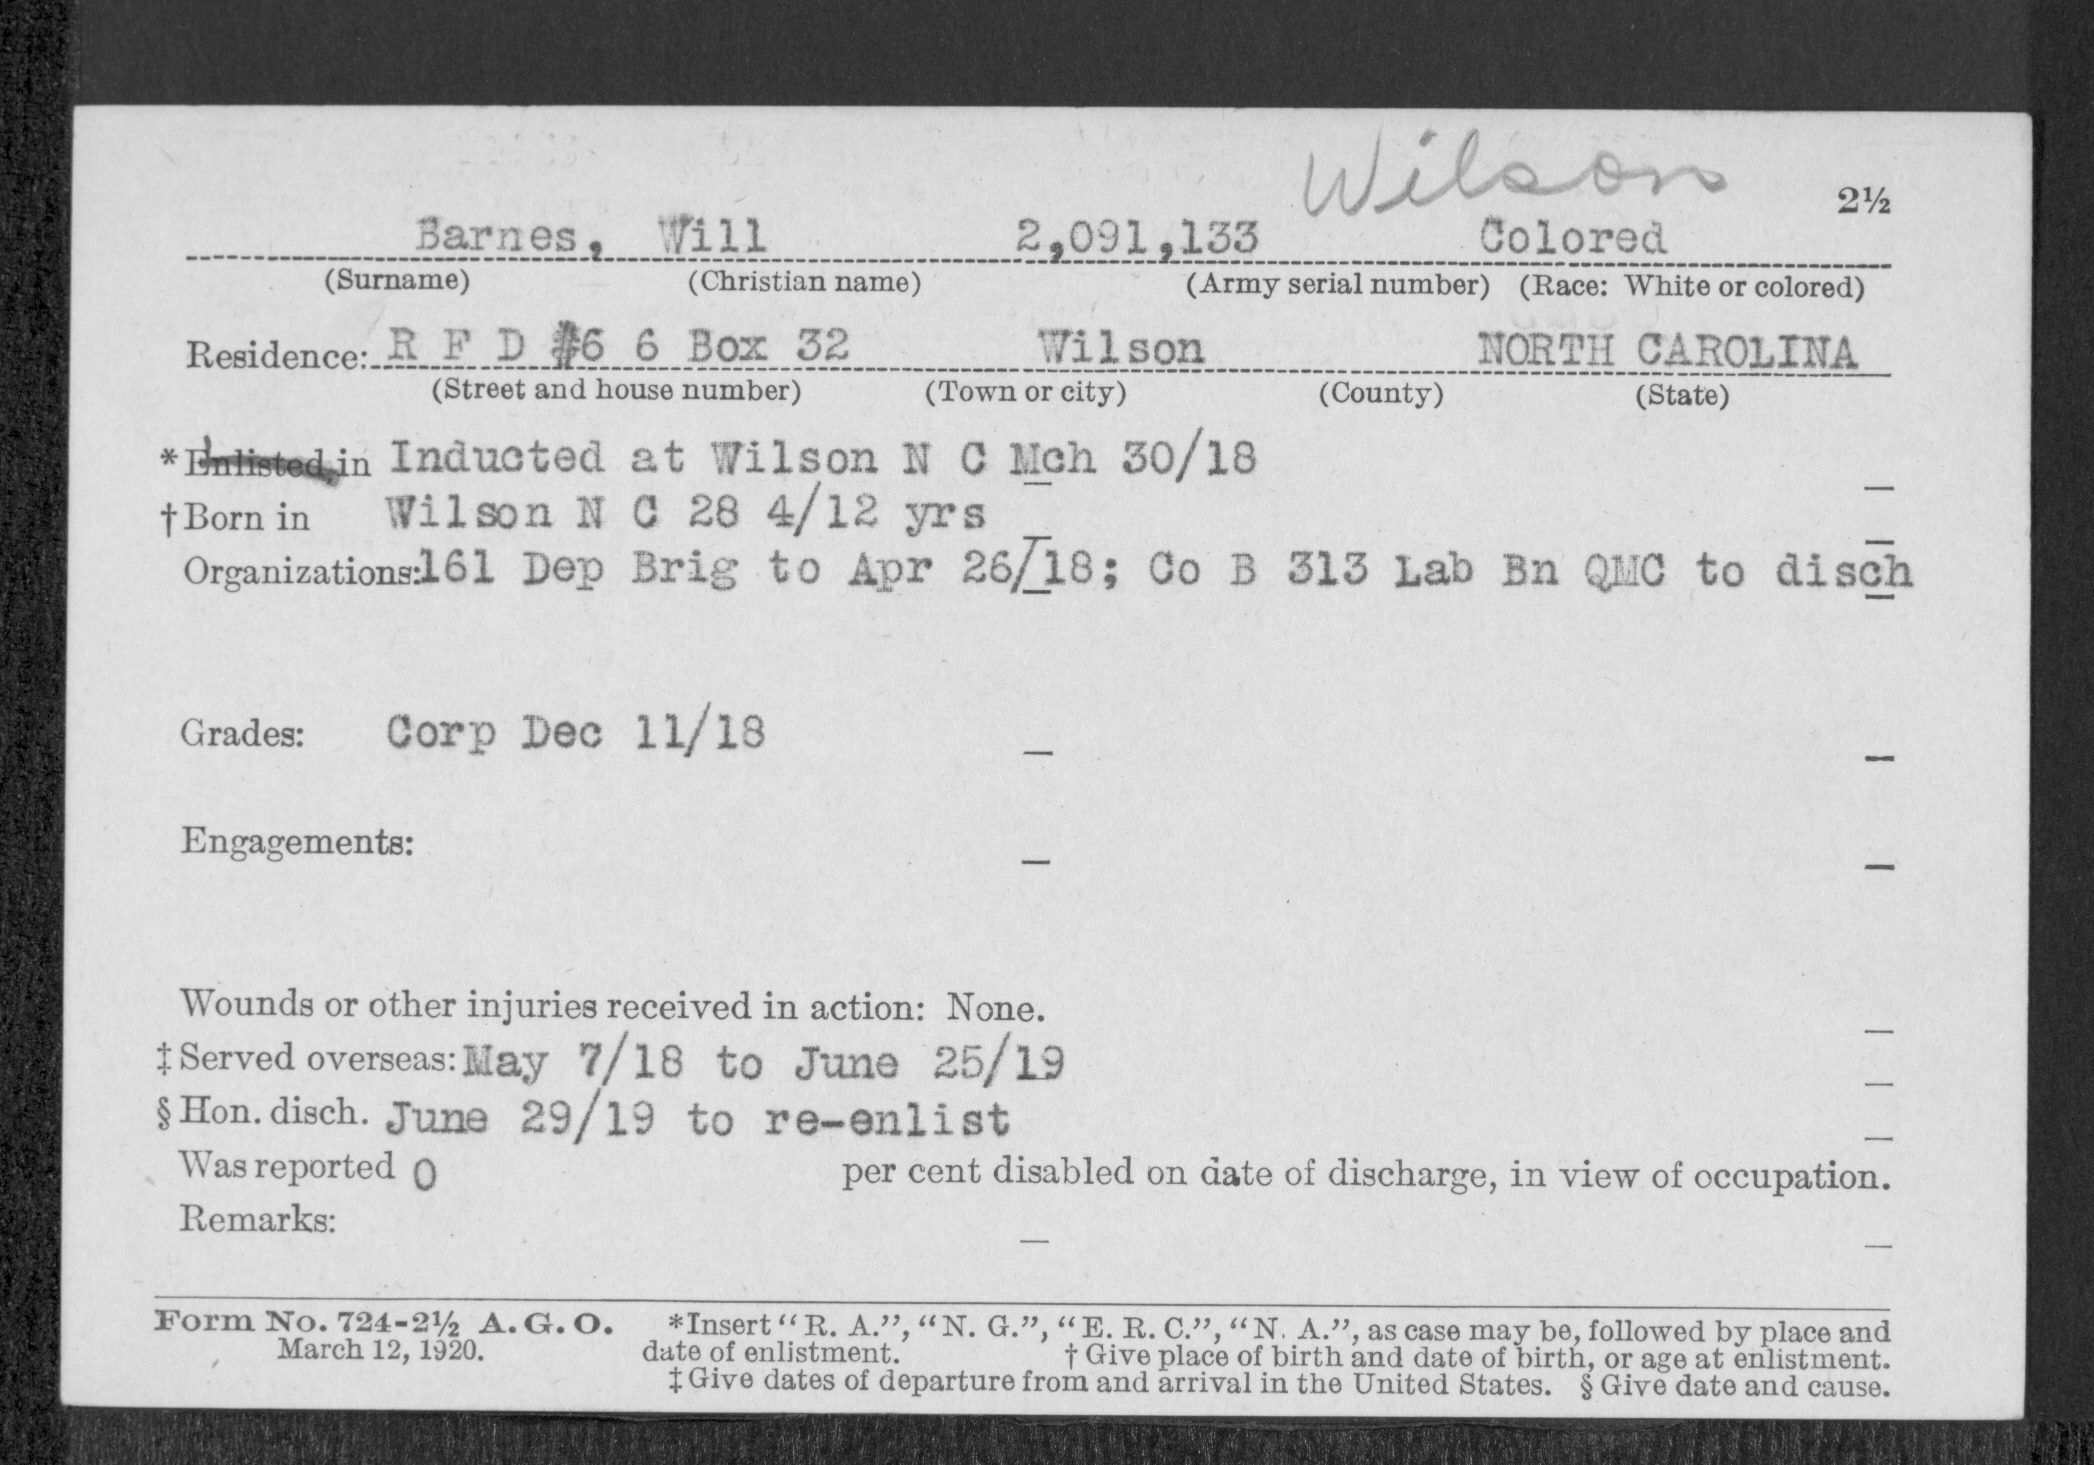 Wilson
2½
Barnes, Will 2,091,133 Colored
(Surname) (Christian name) (Army serial number) (Race: White or colored)
Residence: R F D #6 6 Box 32 Wilson NORTH CAROLINA
(Street and house number) (Town or city) (County) (State)
*Enlisted in Inducted at Wilson N C Mch 30/18
†Born in Wilson N C 28 4/12 yrs
Organizations: 161 Dep Brig to Apr 26/18; Co B 313 Lab Bn QMC to disch
Grades: Corp Dec 11/18
Engagements:
Wounds or other injuries received in action: None.
‡Served overseas: May 7/18 to June 25/19
§Hon. disch. June 29/19 to re-enlist
Was reported 0 per cent disabled on date of discharge, in view of occupation.
Remarks:
Form No. 724-2½ A.G.O. *Insert "R. A.", "N. G.", "E. R. C.", "N. A.", as case may be, followed by place and
March 12, 1920. date of enlistment. † Give place of birth and date of birth, or age at enlistment.
‡Give dates of departure from and arrival in the United States. § Give date and cause.